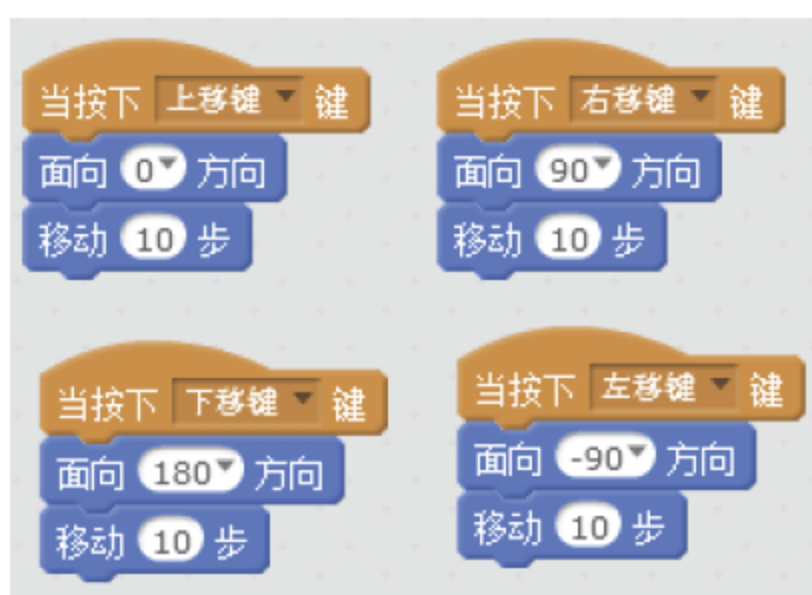 当按下 上移键 键
面向 0 方向
移动 10 步
当按下 右移键 键
面向 90 方向
移动 10 步
当按下 下移键 键
面向 180 方向
移动 10 步
当按下 左移键 键
面向 -90 方向
移动 10 步